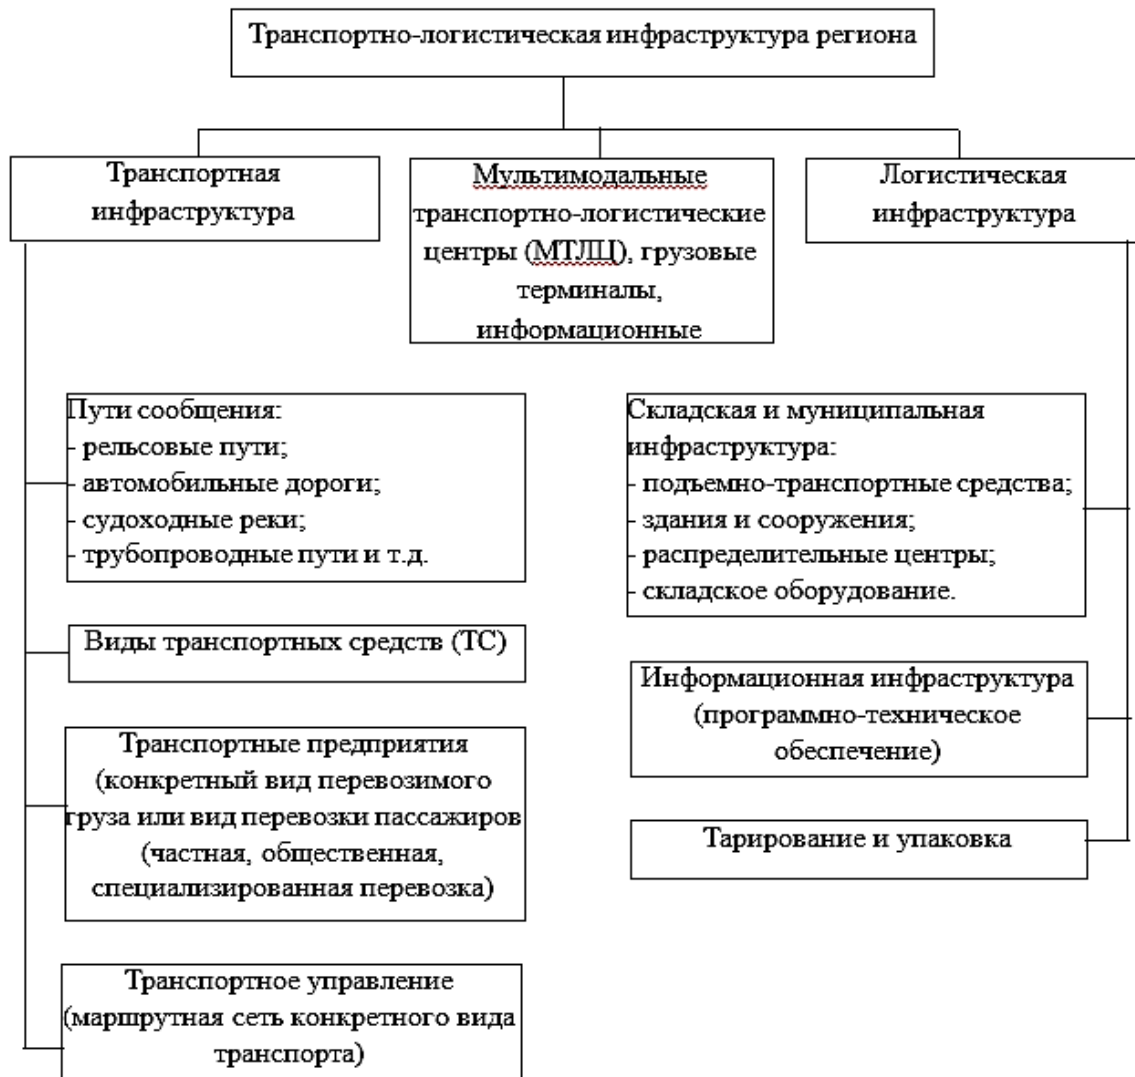 Транспортно-логистическая инфраструктура региона
Транспортная
инфраструктура
Мультимодальные
транспортно-логистические
центры (МТЛЦ), грузовые
терминалы,
информационные
Логистическая
инфраструктура
Пути сообщения:
- рельсовые пути;
- автомобильные дороги;
- судоходные реки;
- трубопроводные пути и т.д.
Виды транспортных средств (ТС)
Транспортные предприятия
(конкретный вид перевозимого
груза или вид перевозки пассажиров
(частная, общественная,
специализированная перевозка)
Транспортное управление
(маршрутная сеть конкретного вида
транспорта)
Складская и муниципальная
инфраструктура:
- подъемно-транспортные средства;
- здания и сооружения;
- распределительные центры;
- складское оборудование.
Информационная инфраструктура
(программно-техническое
обеспечение)
Тарирование и упаковка